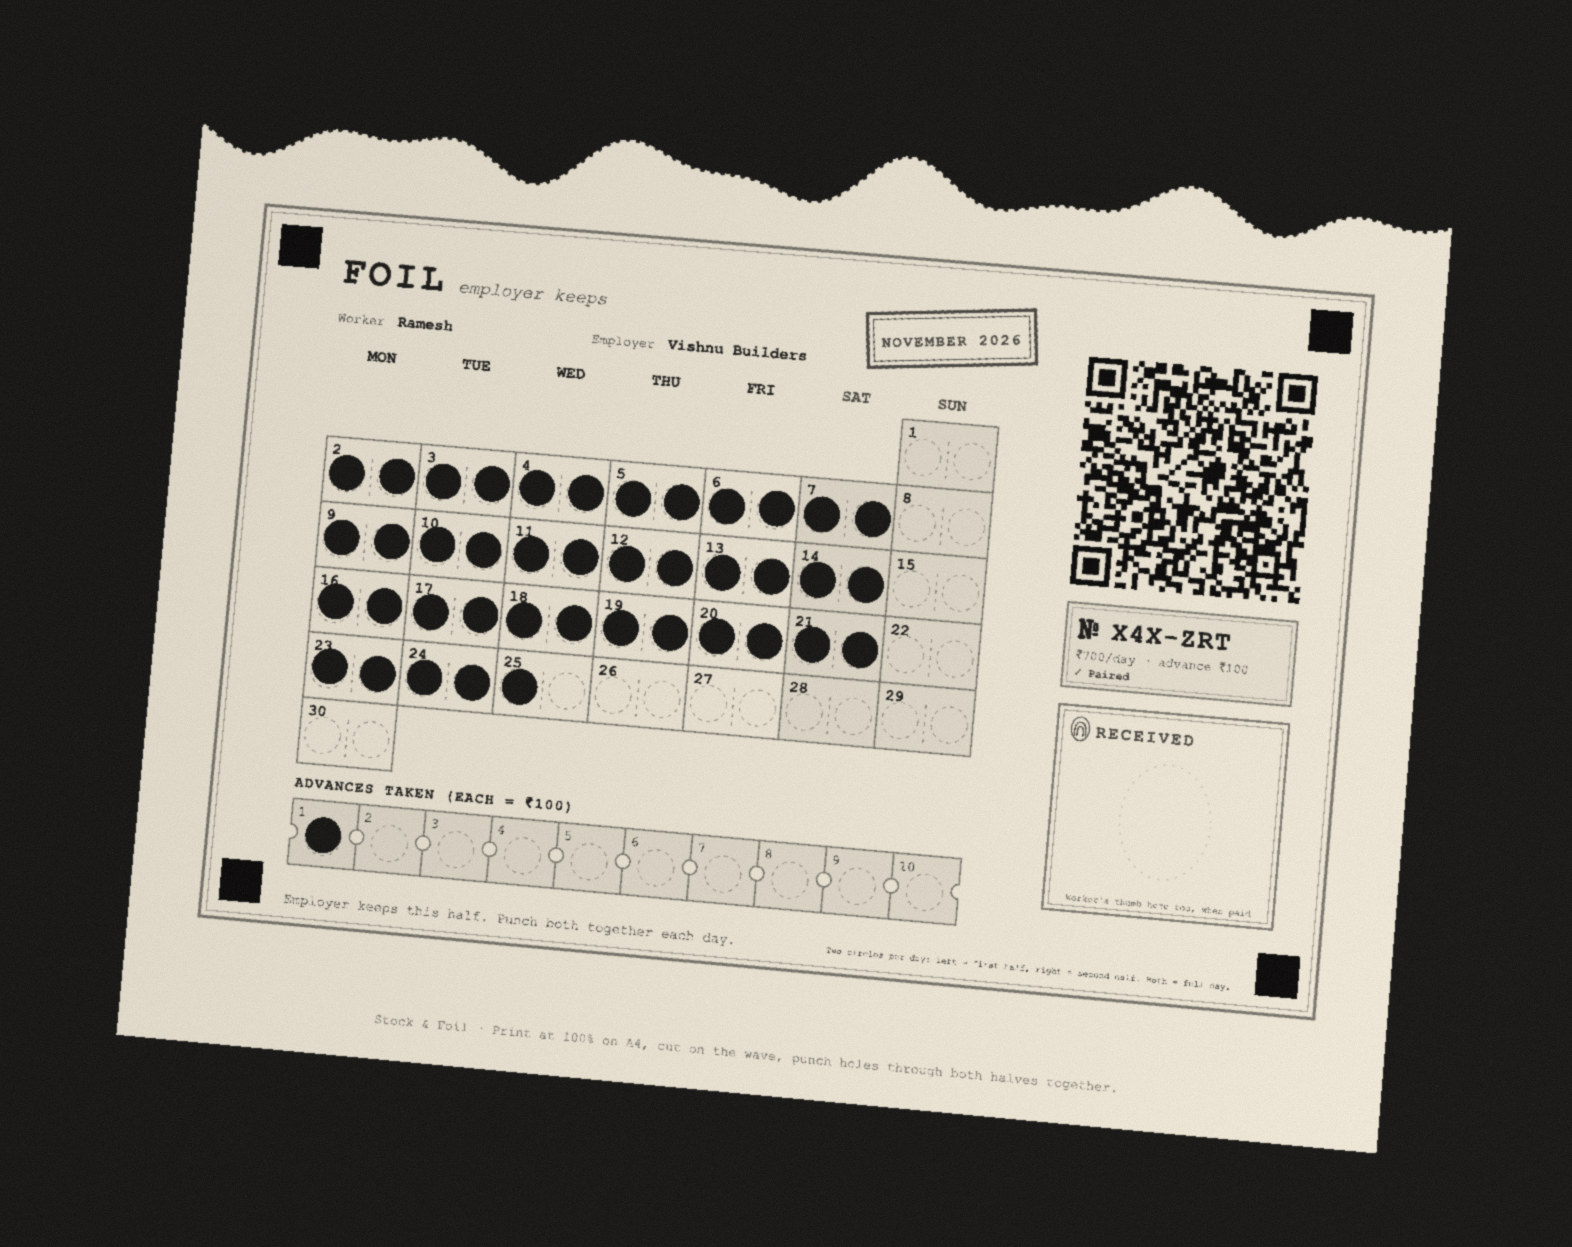 FOIL employer keeps
Worker Ramesh
Employer Vishnu Builders
NOVEMBER 2026
MON TUE WED THU FRI SAT SUN
1
2 3 4 5 6 7 8
9 10 11 12 13 14 15
16 17 18 19 20 21 22
23 24 25 26 27 28 29
30
№ X4X-ZRT
₹700/day · advance ₹100
✓ Paired
RECEIVED
Worker's thumb here too, when paid
ADVANCES TAKEN (EACH = ₹100)
1 2 3 4 5 6 7 8 9 10
Employer keeps this half. Punch both together each day.
Two circles per day: left = first half, right = second half. Both = full day.
Stock & Foil · Print at 100% on A4, cut on the wave, punch holes through both halves together.